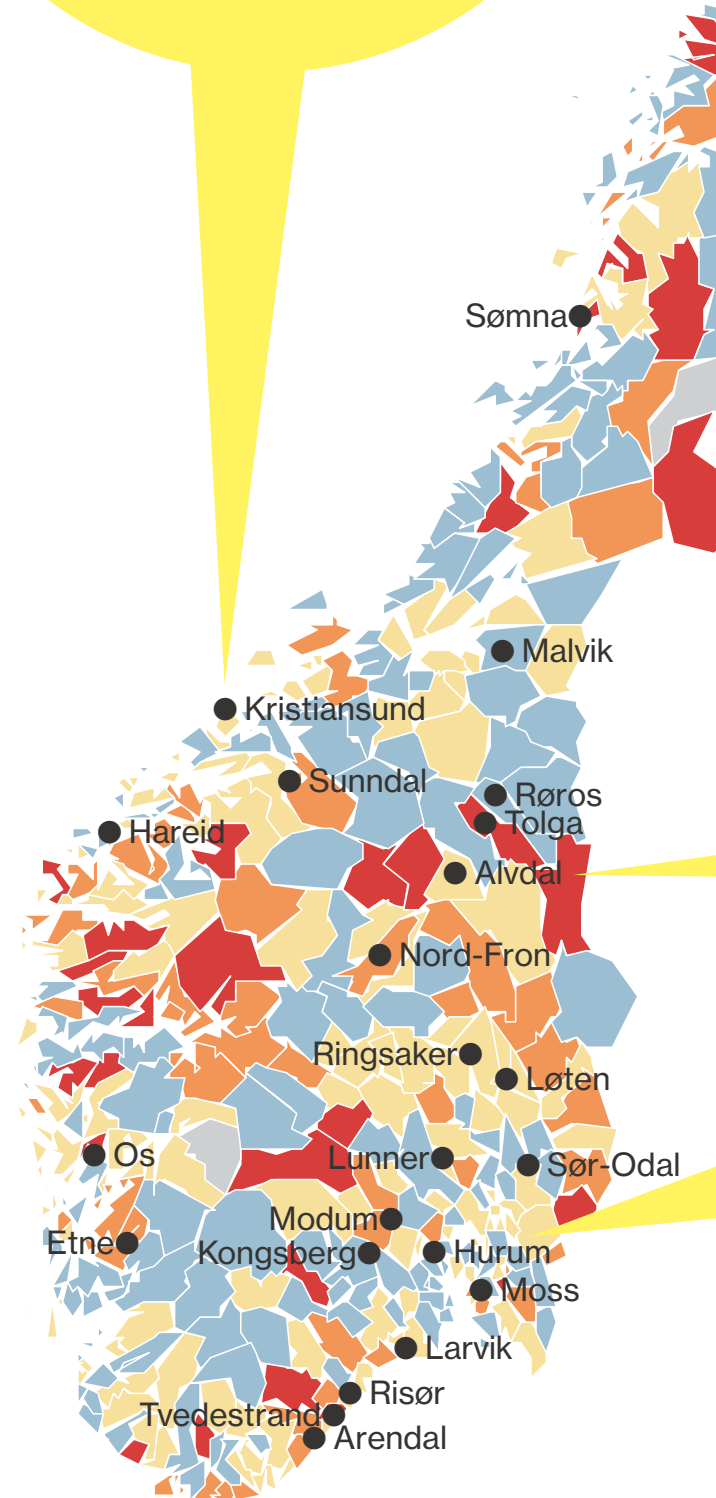 Sømna
Malvik
Kristiansund
Sunndal
Røros
Tolga
Hareid
Alvdal
Nord-Fron
Ringsaker
Løten
Os
Lunner
Sør-Odal
Modum
Etne
Kongsberg
Hurum
Moss
Larvik
Risør
Tvedestrand
Arendal